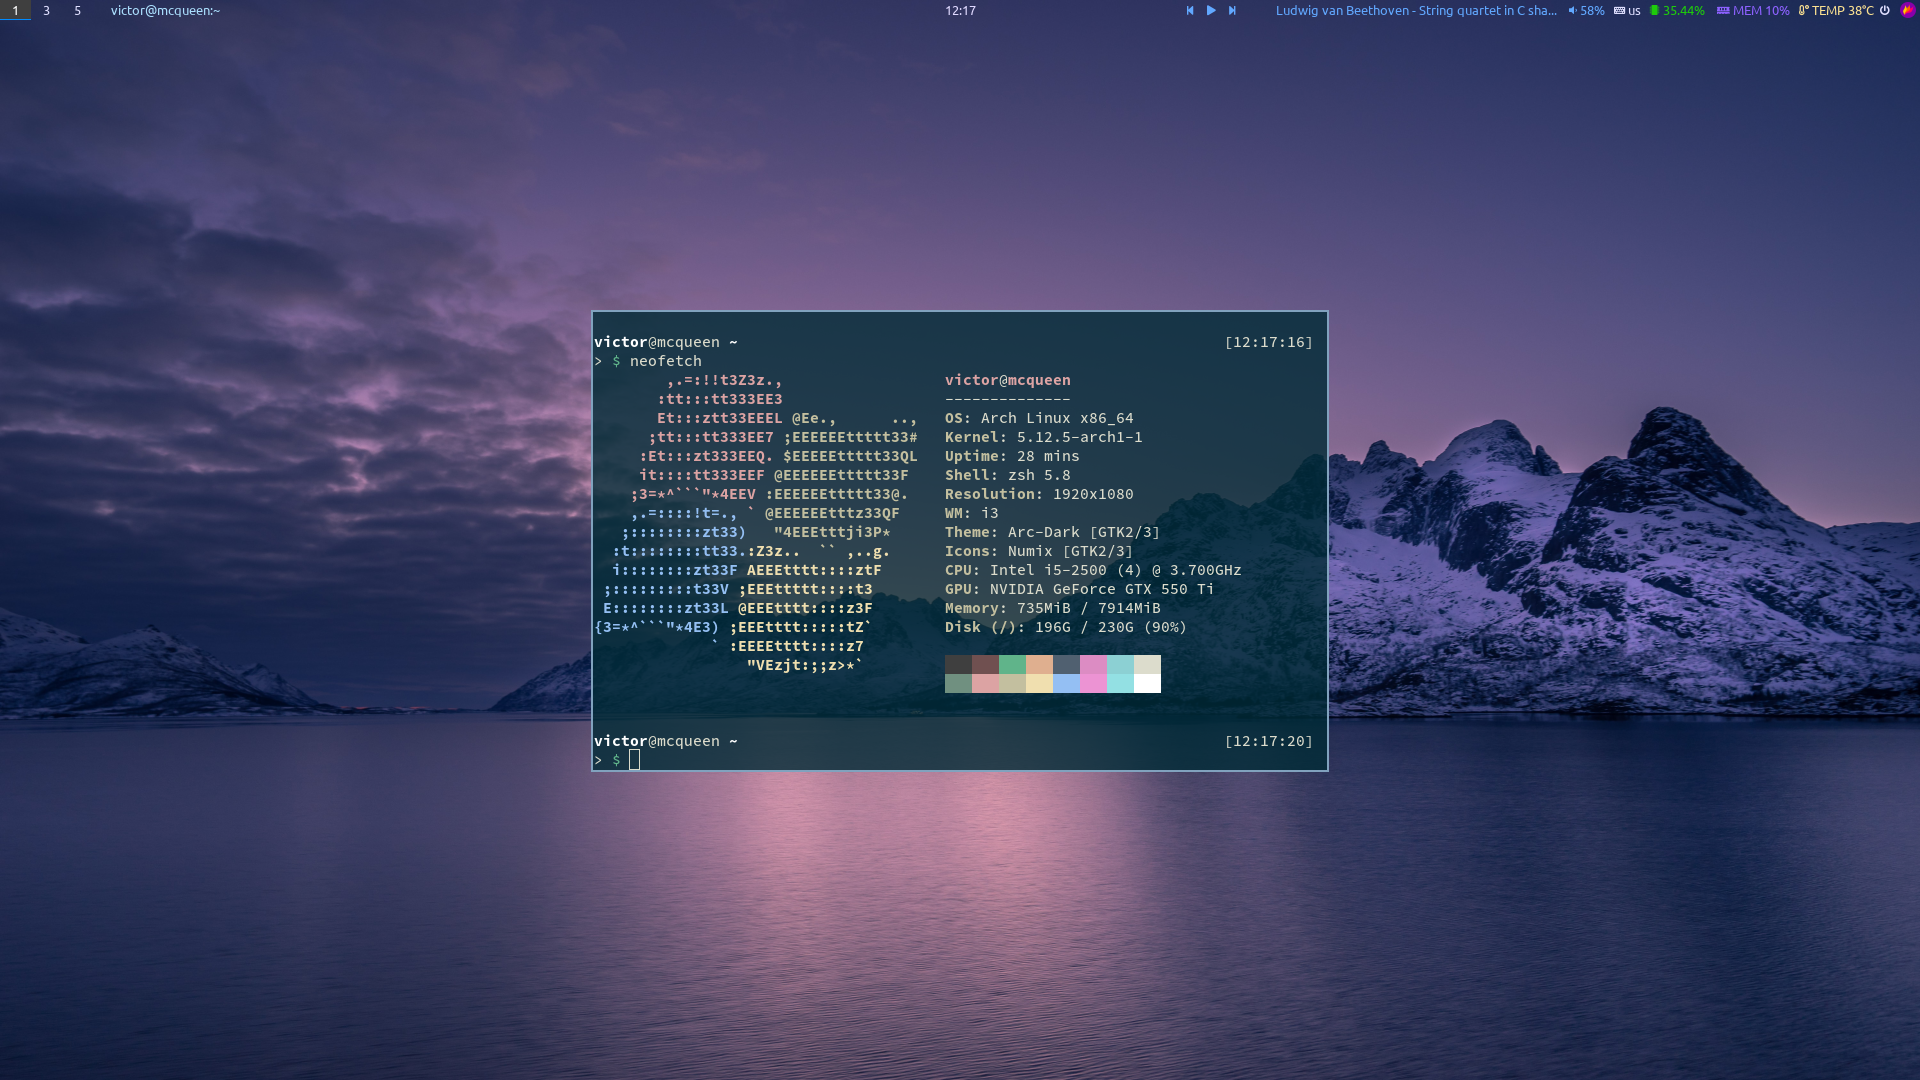 1 3 5 victor@mcqueen:~ 12:17 Ludwig van Beethoven - String quartet in C sha... 58% us 35.44% MEM 10% TEMP 38°C
victor@mcqueen ~ [12:17:16]
> $ neofetch
        ,.=:!!t3Z3z.,                  victor@mcqueen
       :tt:::tt333EE3                  --------------
       Et:::ztt33EEEL @Ee.,      ..,   OS: Arch Linux x86_64
      ;tt:::tt333EE7 ;EEEEEEttttt33#   Kernel: 5.12.5-arch1-1
     :Et:::zt333EEQ. $EEEEEttttt33QL   Uptime: 28 mins
     it::::tt333EEF @EEEEEEttttt33F    Shell: zsh 5.8
    ;3=*^```"*4EEV :EEEEEEttttt33@.    Resolution: 1920x1080
    ,.=::::!t=., ` @EEEEEEtttz33QF     WM: i3
   ;::::::::zt33)   "4EEEtttji3P*      Theme: Arc-Dark [GTK2/3]
  :t::::::::tt33.:Z3z..  `` ,..g.      Icons: Numix [GTK2/3]
  i::::::::zt33F AEEEtttt::::ztF       CPU: Intel i5-2500 (4) @ 3.700GHz
 ;:::::::::t33V ;EEEttttt::::t3        GPU: NVIDIA GeForce GTX 550 Ti
 E::::::::zt33L @EEEtttt::::z3F        Memory: 735MiB / 7914MiB
{3=*^```"*4E3) ;EEEtttt:::::tZ`        Disk (/): 196G / 230G (90%)
             ` :EEEEtttt::::z7
                 "VEzjt:;;z>*`
victor@mcqueen ~ [12:17:20]
> $